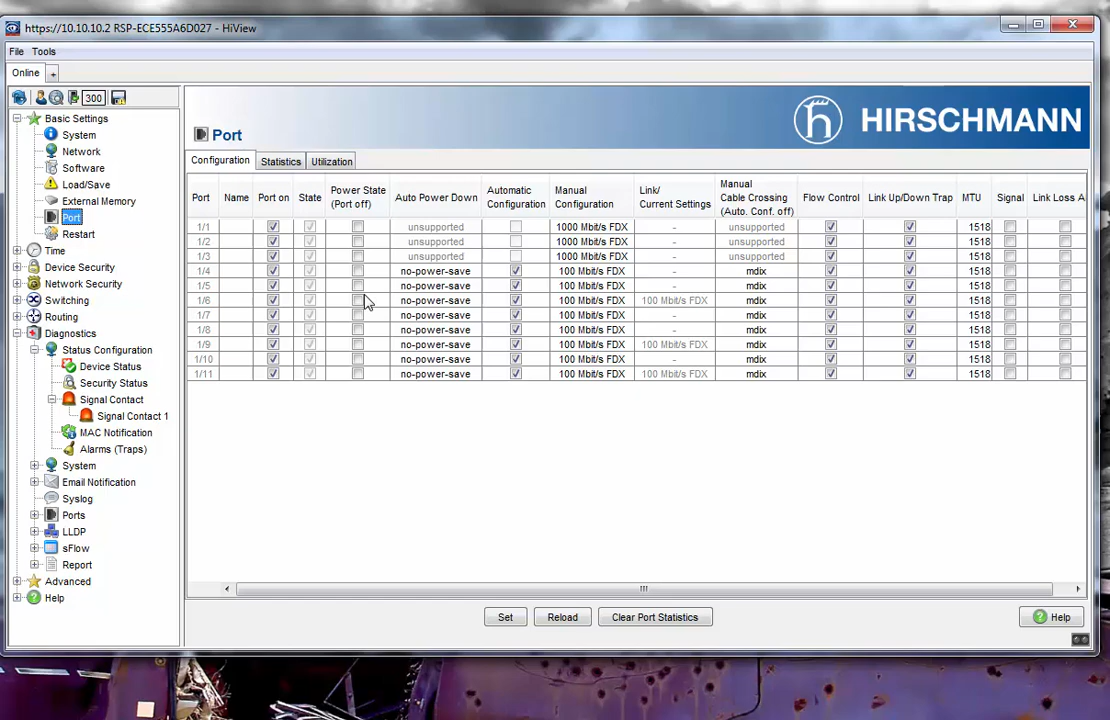 https://10.10.10.2 RSP-ECE555A6D027 - HiView
File Tools
Online +
300
Basic Settings
System
Network
Software
Load/Save
External Memory
Port
Restart
Time
Device Security
Network Security
Switching
Routing
Diagnostics
Status Configuration
Device Status
Security Status
Signal Contact
Signal Contact 1
MAC Notification
Alarms (Traps)
System
Email Notification
Syslog
Ports
LLDP
sFlow
Report
Advanced
Help
HIRSCHMANN
Port
Configuration Statistics Utilization
Port Name Port on State Power State (Port off) Auto Power Down Automatic Configuration Manual Configuration Link/ Current Settings Manual Cable Crossing (Auto. Conf. off) Flow Control Link Up/Down Trap MTU Signal Link Loss A
1/1 unsupported 1000 Mbit/s FDX - unsupported 1518
1/2 unsupported 1000 Mbit/s FDX - unsupported 1518
1/3 unsupported 1000 Mbit/s FDX - unsupported 1518
1/4 no-power-save 100 Mbit/s FDX - mdix 1518
1/5 no-power-save 100 Mbit/s FDX - mdix 1518
1/6 no-power-save 100 Mbit/s FDX 100 Mbit/s FDX mdix 1518
1/7 no-power-save 100 Mbit/s FDX - mdix 1518
1/8 no-power-save 100 Mbit/s FDX - mdix 1518
1/9 no-power-save 100 Mbit/s FDX 100 Mbit/s FDX mdix 1518
1/10 no-power-save 100 Mbit/s FDX - mdix 1518
1/11 no-power-save 100 Mbit/s FDX 100 Mbit/s FDX mdix 1518
Set Reload Clear Port Statistics Help